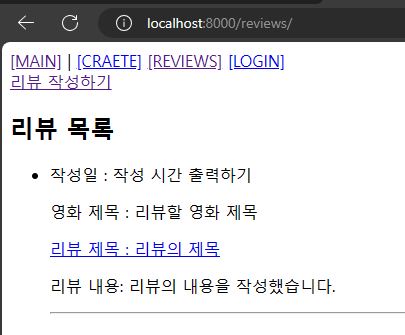 localhost:8000/reviews/
[MAIN] | [CRAETE] [REVIEWS] [LOGIN]
리뷰 작성하기
리뷰 목록
작성일 : 작성 시간 출력하기
영화 제목 : 리뷰할 영화 제목
리뷰 제목 : 리뷰의 제목
리뷰 내용: 리뷰의 내용을 작성했습니다.